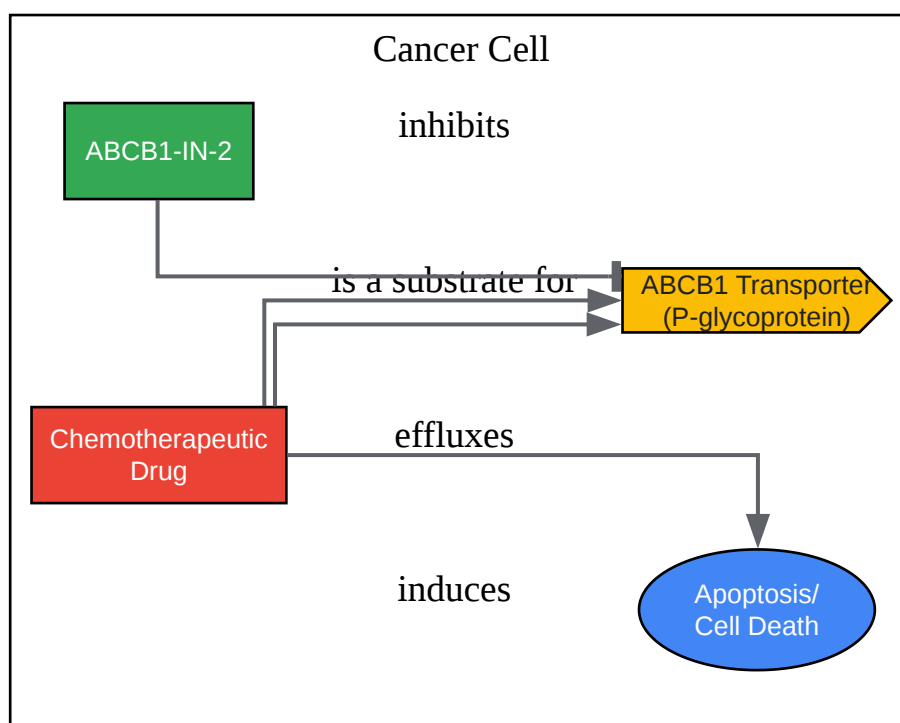 Cancer Cell
inhibits
ABCB1-IN-2
is a substrate for
ABCB1 Transporter
(P-glycoprotein)
Chemotherapeutic
Drug
effluxes
induces
Apoptosis/
Cell Death